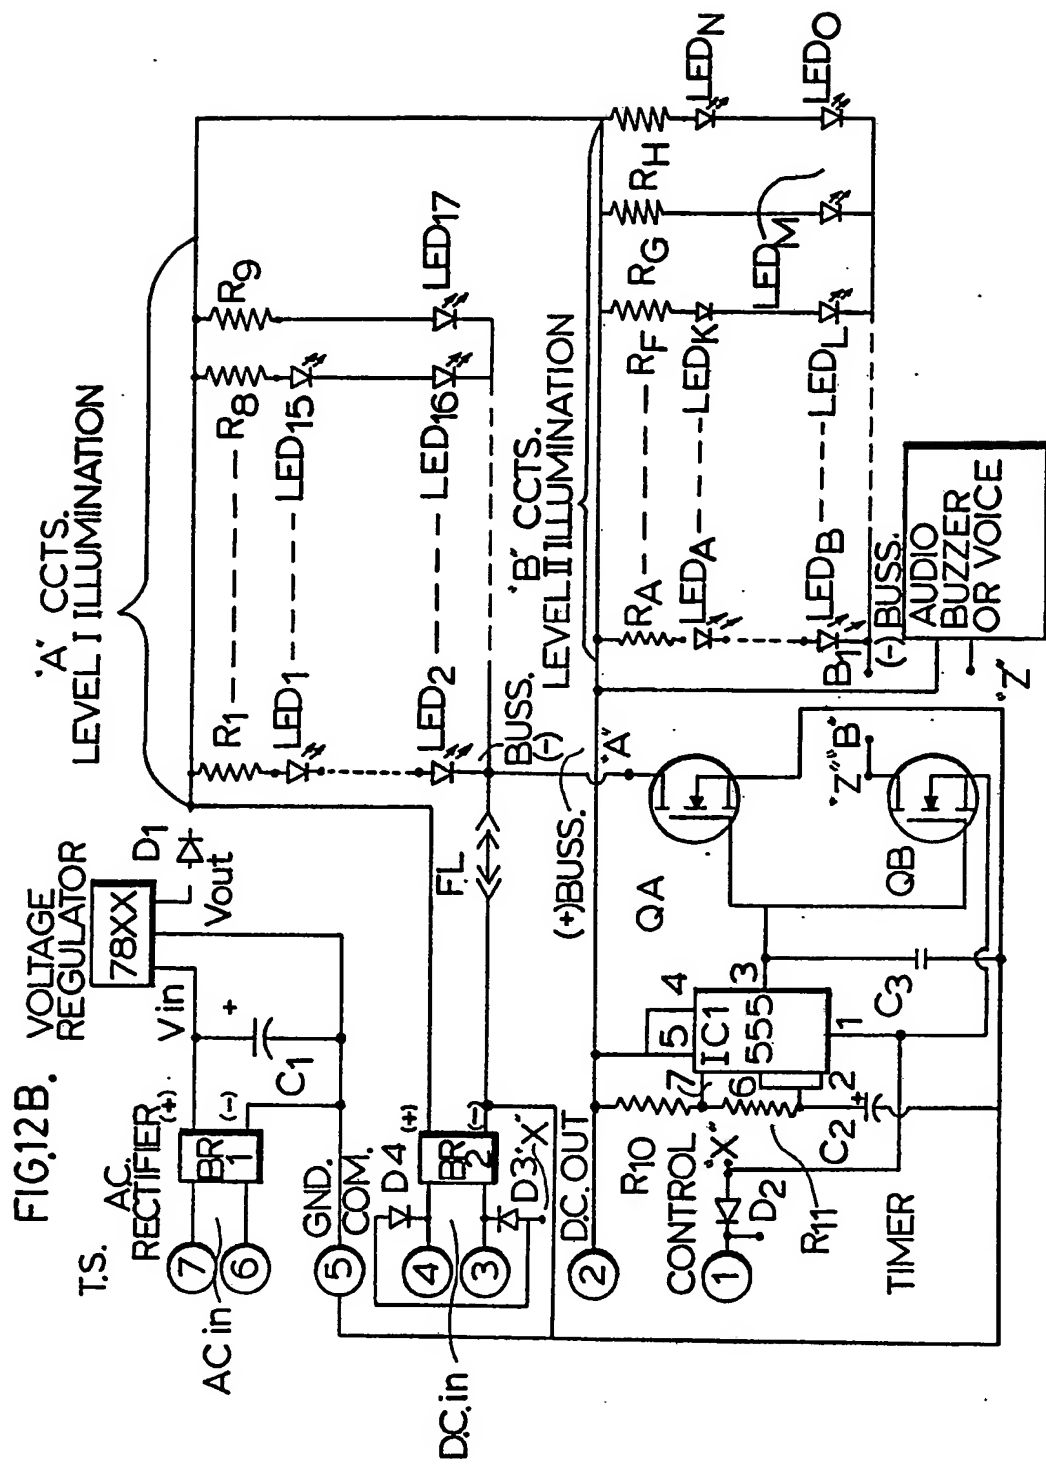 FIG.12B.
T.S.
A.C.
RECTIFIER
VOLTAGE
REGULATOR
78XX
D1
Vin
Vout
(+)
(-)
BR
1
7
6
AC in
+
C1
"A" CCTS.
LEVEL I ILLUMINATION
R1
R8
R9
LED1
LED15
LED17
LED2
LED16
GND.
COM.
5
D4
(+)
BR
2
(-)
4
3
D3
"X"
D.C. in
F.L.
BUSS.
(-)
"B" CCTS.
LEVEL II ILLUMINATION
D.C. OUT
2
(+)BUSS.
"A"
RA
RF
RG
RH
LEDA
LEDK
LEDN
LEDB
LEDL
LEDM
LEDO
B1
(-) BUSS.
R10
CONTROL
"X"
1
D2
R11
TIMER
7
6
2
5
4
IC1
555
3
1
C2
+
C3
QA
QB
"Z"
"B"
AUDIO
BUZZER
OR VOICE
"Z"